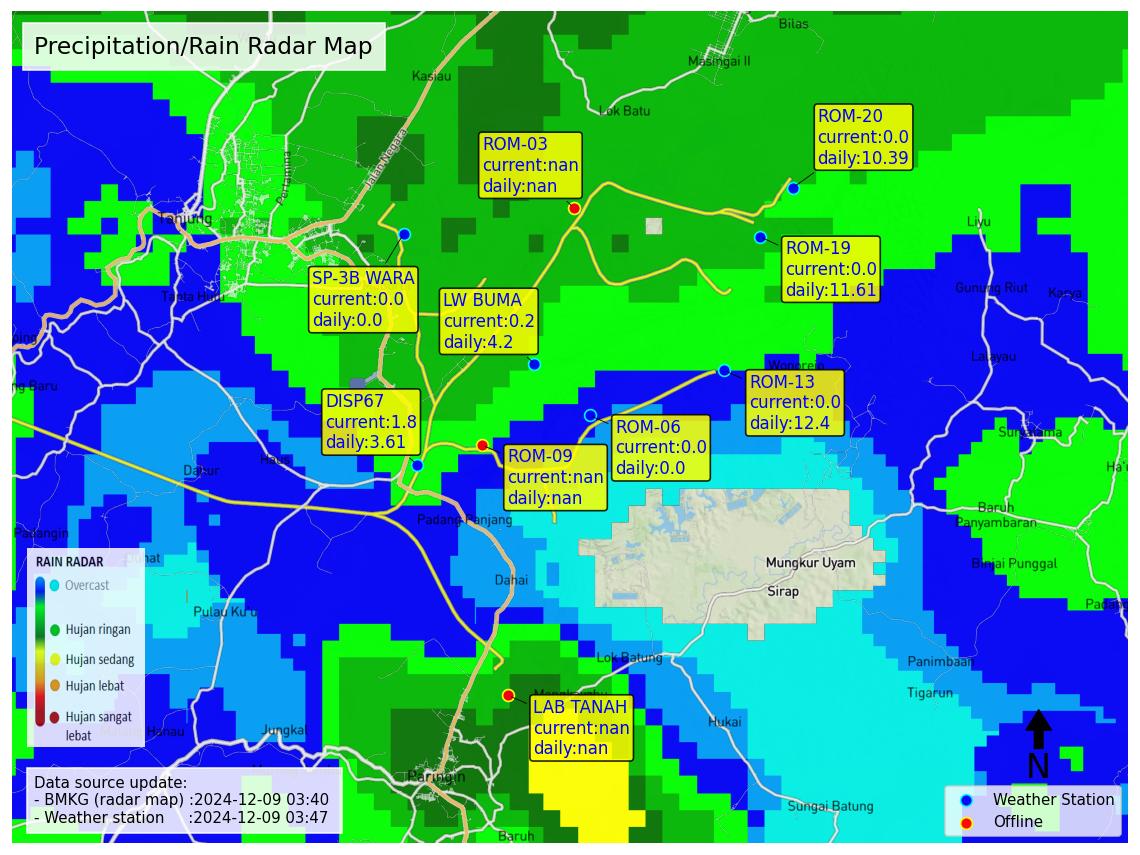 Precipitation/Rain Radar Map
Bilas
Masingai II
Kasiau
Lok Batu
Jalan Negara
Pertamina
ROM-20
current:0.0
daily:10.39
ROM-03
current:nan
daily:nan
Tanjung
Liyu
ROM-19
current:0.0
daily:11.61
SP-3B WARA
current:0.0
daily:0.0
LW BUMA
current:0.2
daily:4.2
Gunung Riut
Karya
Tanta Hulu
Lalayau
ng Baru
ROM-13
current:0.0
daily:12.4
DISP67
current:1.8
daily:3.61
ROM-06
current:0.0
daily:0.0
Suryatama
Haus
Dahur
ROM-09
current:nan
daily:nan
Baruh
Panyambaran
Padang Panjang
Padangin
Mungkur Uyam
Binjai Punggal
Sirap
Dahai
Padang
Pulau Ku'u
RAIN RADAR
Overcast
Hujan ringan
Hujan sedang
Hujan lebat
Hujan sangat
lebat
Lok Batung
Panimbaan
Tigarun
LAB TANAH
current:nan
daily:nan
Hukai
Jungkai
Hanau
Paringin
Sungai Batung
Baruh
N
Data source update:
- BMKG (radar map) :2024-12-09 03:40
- Weather station :2024-12-09 03:47
Weather Station
Offline